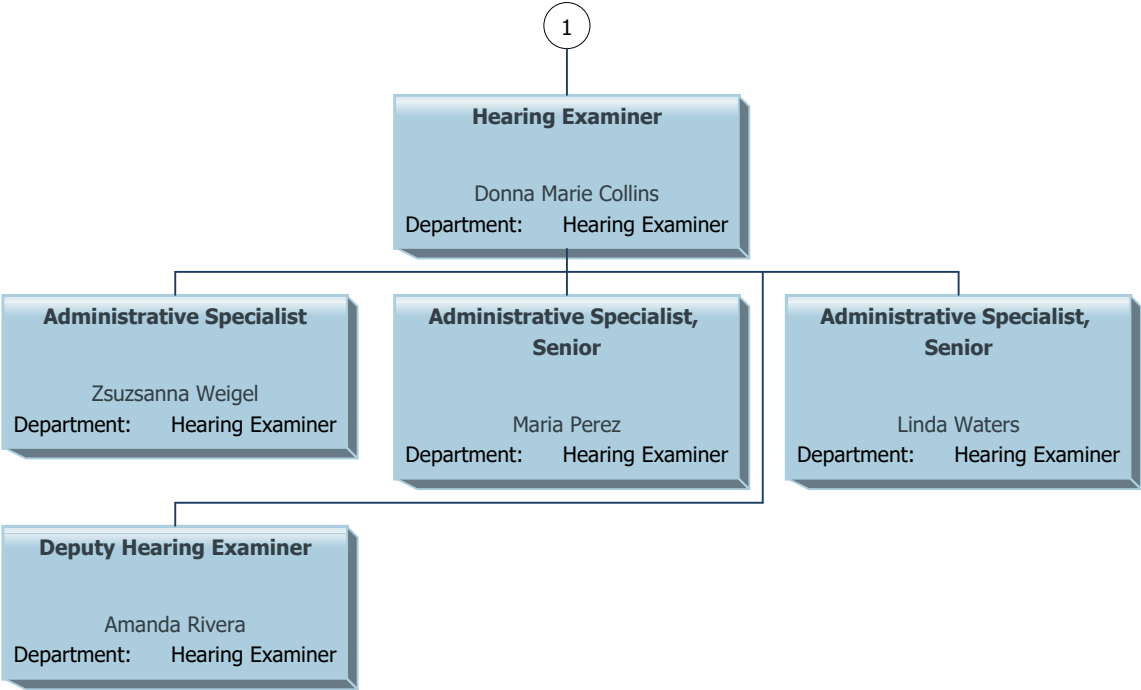 1
Hearing Examiner
Donna Marie Collins
Department: Hearing Examiner
Administrative Specialist
Zsuzsanna Weigel
Department: Hearing Examiner
Administrative Specialist,
Senior
Maria Perez
Department: Hearing Examiner
Administrative Specialist,
Senior
Linda Waters
Department: Hearing Examiner
Deputy Hearing Examiner
Amanda Rivera
Department: Hearing Examiner